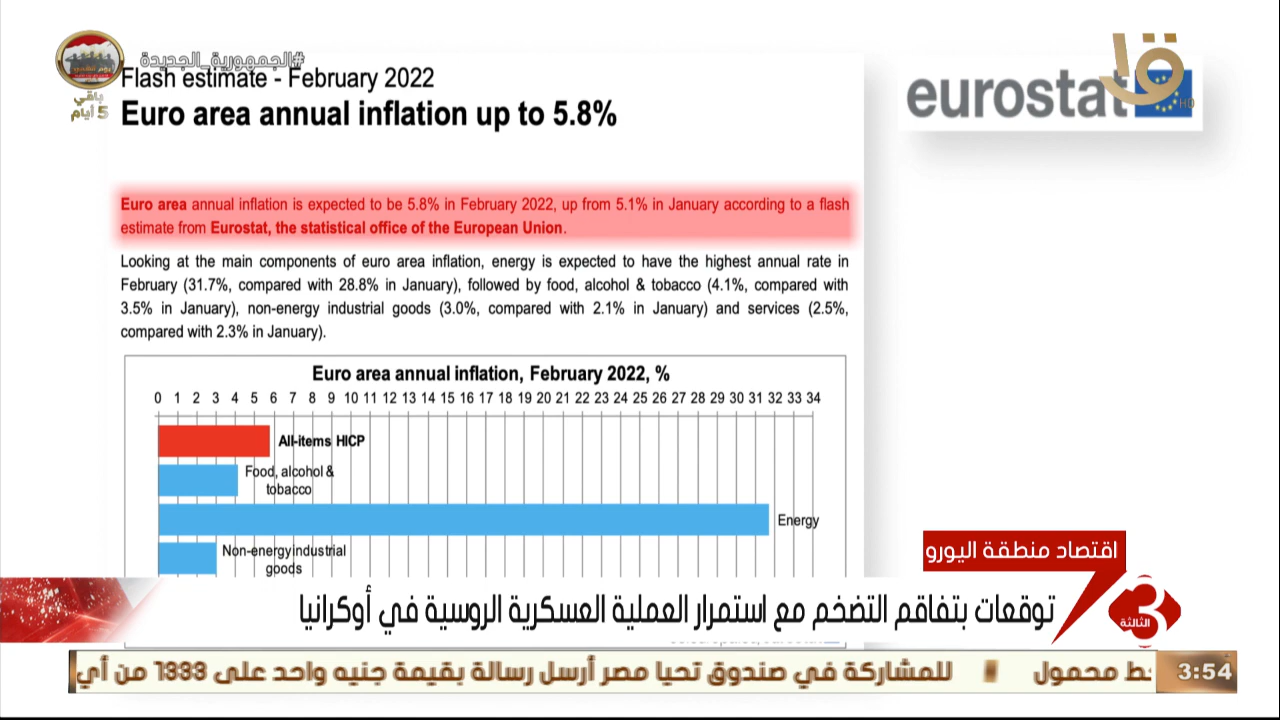 #الجمهورية_الجديدة
باقي
5 أيام
Flash estimate - February 2022
Euro area annual inflation up to 5.8%
eurostat
HD
Euro area annual inflation is expected to be 5.8% in February 2022, up from 5.1% in January according to a flash
estimate from Eurostat, the statistical office of the European Union.
Looking at the main components of euro area inflation, energy is expected to have the highest annual rate in
February (31.7%, compared with 28.8% in January), followed by food, alcohol & tobacco (4.1%, compared with
3.5% in January), non-energy industrial goods (3.0%, compared with 2.1% in January) and services (2.5%,
compared with 2.3% in January).
Euro area annual inflation, February 2022, %
0 1 2 3 4 5 6 7 8 9 10 11 12 13 14 15 16 17 18 19 20 21 22 23 24 25 26 27 28 29 30 31 32 33 34
All-items HICP
Food, alcohol &
tobacco
Energy
Non-energy industrial
goods
اقتصاد منطقة اليورو
توقعات بتفاقم التضخم مع استمرار العملية العسكرية الروسية في أوكرانيا
3
الثالثة
خط محمول للمشاركة في صندوق تحيا مصر أرسل رسالة بقيمة جنيه واحد على 1333 من أي
3:54